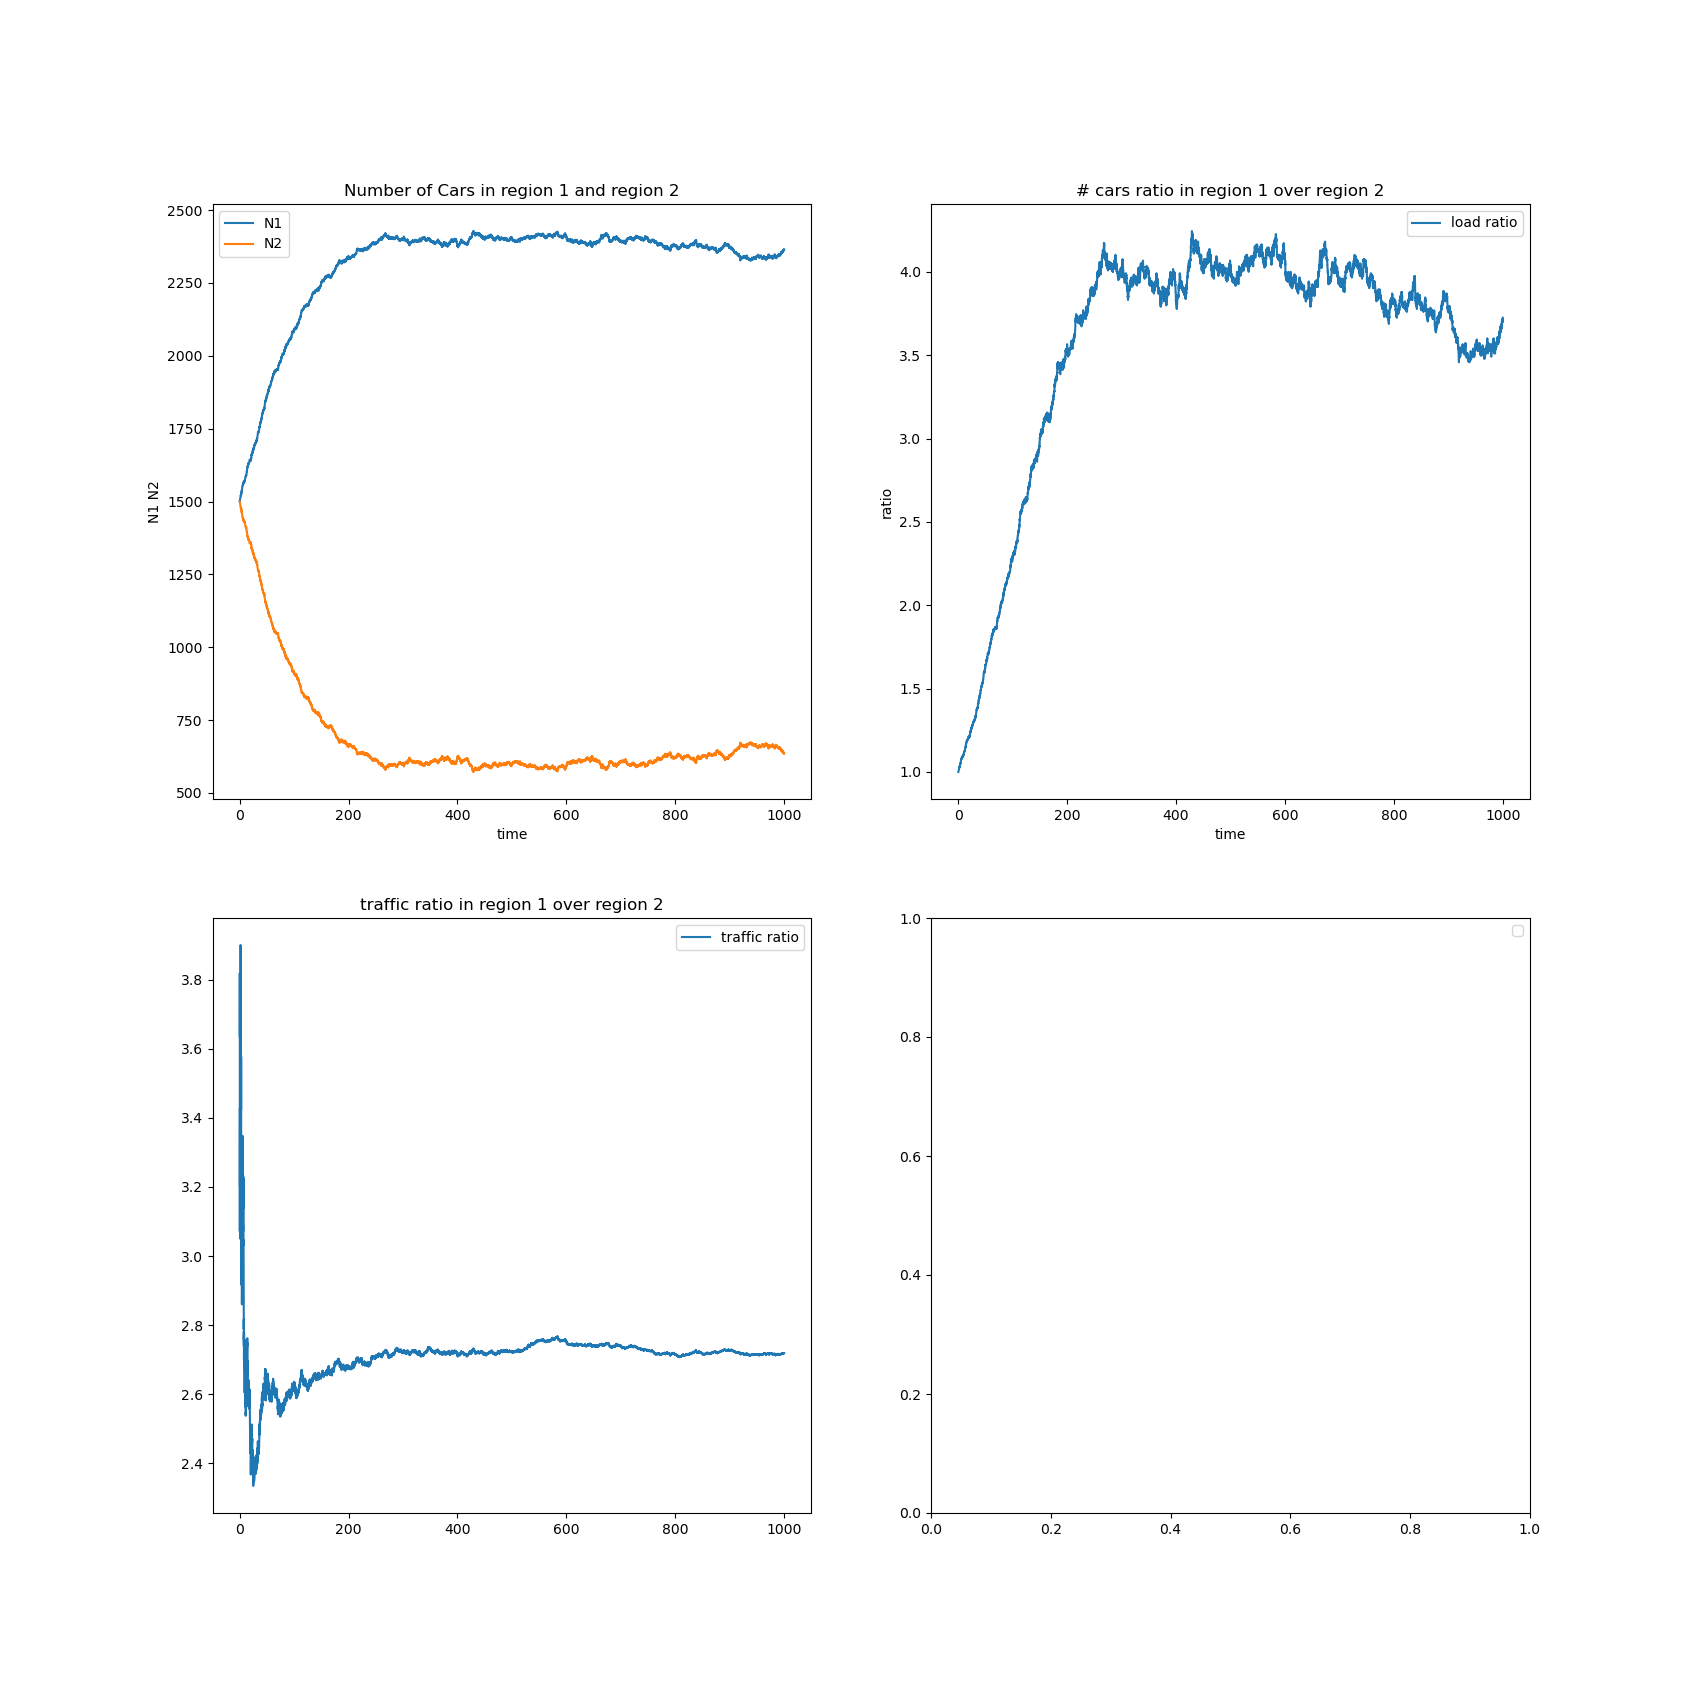 Number of Cars in region 1 and region 2
N1
N2
2500
2250
2000
1750
1500
1250
1000
750
500
N1 N2
0 200 400 600 800 1000
time
# cars ratio in region 1 over region 2
load ratio
4.0
3.5
3.0
2.5
2.0
1.5
1.0
ratio
0 200 400 600 800 1000
time
traffic ratio in region 1 over region 2
traffic ratio
3.8
3.6
3.4
3.2
3.0
2.8
2.6
2.4
0 200 400 600 800 1000
1.0
0.8
0.6
0.4
0.2
0.0
0.0 0.2 0.4 0.6 0.8 1.0